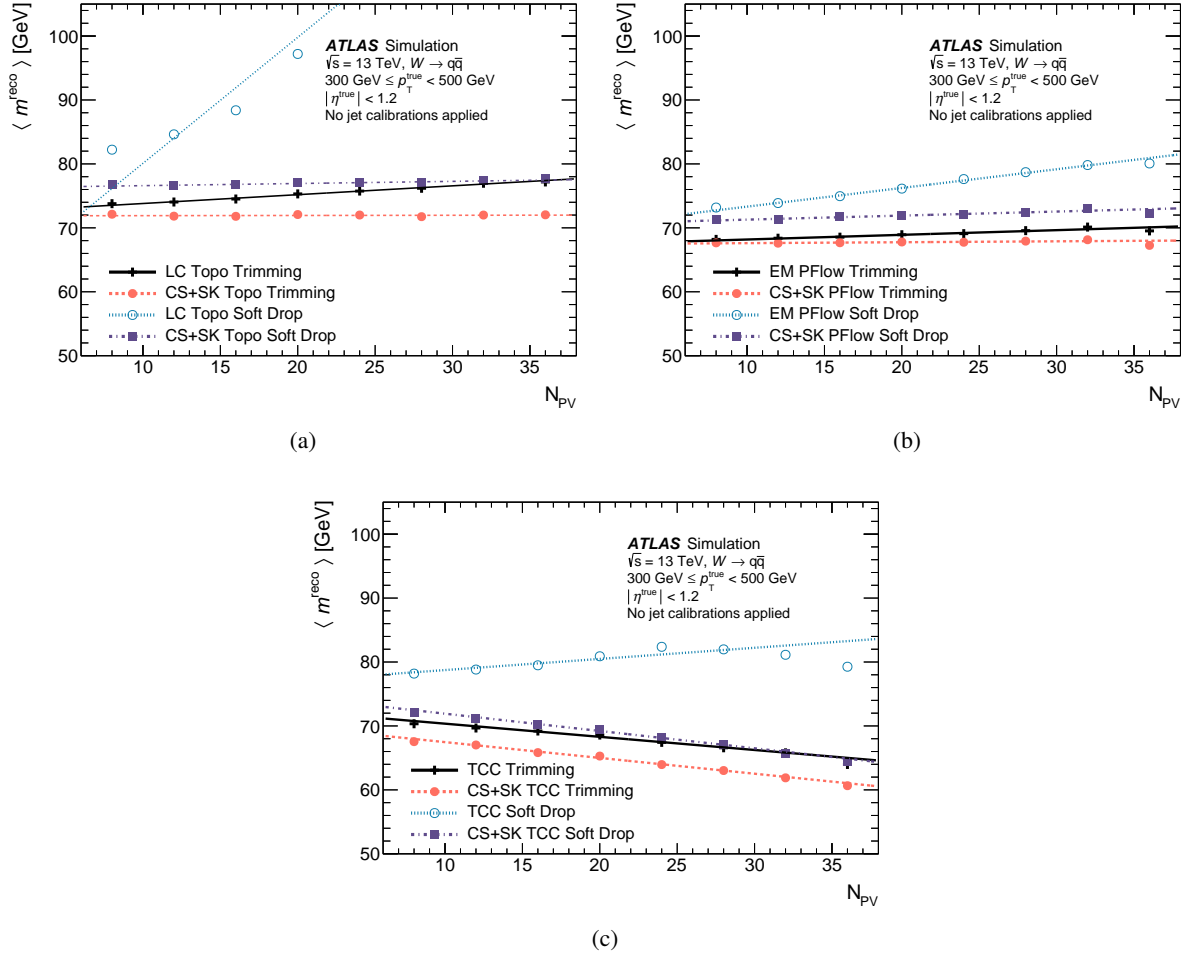 ⟨ m^reco ⟩ [GeV]
100
90
80
70
60
50
ATLAS Simulation
√s = 13 TeV, W → qq̄
300 GeV ≤ p_T^true < 500 GeV
| η^true | < 1.2
No jet calibrations applied
LC Topo Trimming
CS+SK Topo Trimming
LC Topo Soft Drop
CS+SK Topo Soft Drop
10 15 20 25 30 35
N_PV
(a)
⟨ m^reco ⟩ [GeV]
100
90
80
70
60
50
ATLAS Simulation
√s = 13 TeV, W → qq̄
300 GeV ≤ p_T^true < 500 GeV
| η^true | < 1.2
No jet calibrations applied
EM PFlow Trimming
CS+SK PFlow Trimming
EM PFlow Soft Drop
CS+SK PFlow Soft Drop
10 15 20 25 30 35
N_PV
(b)
⟨ m^reco ⟩ [GeV]
100
90
80
70
60
50
ATLAS Simulation
√s = 13 TeV, W → qq̄
300 GeV ≤ p_T^true < 500 GeV
| η^true | < 1.2
No jet calibrations applied
TCC Trimming
CS+SK TCC Trimming
TCC Soft Drop
CS+SK TCC Soft Drop
10 15 20 25 30 35
N_PV
(c)